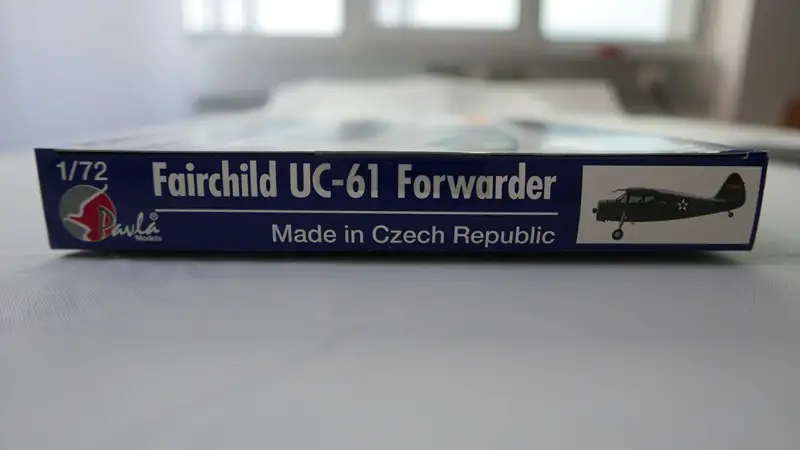 1/72
Fairchild UC-61 Forwarder
Pavla®
Models
Made in Czech Republic